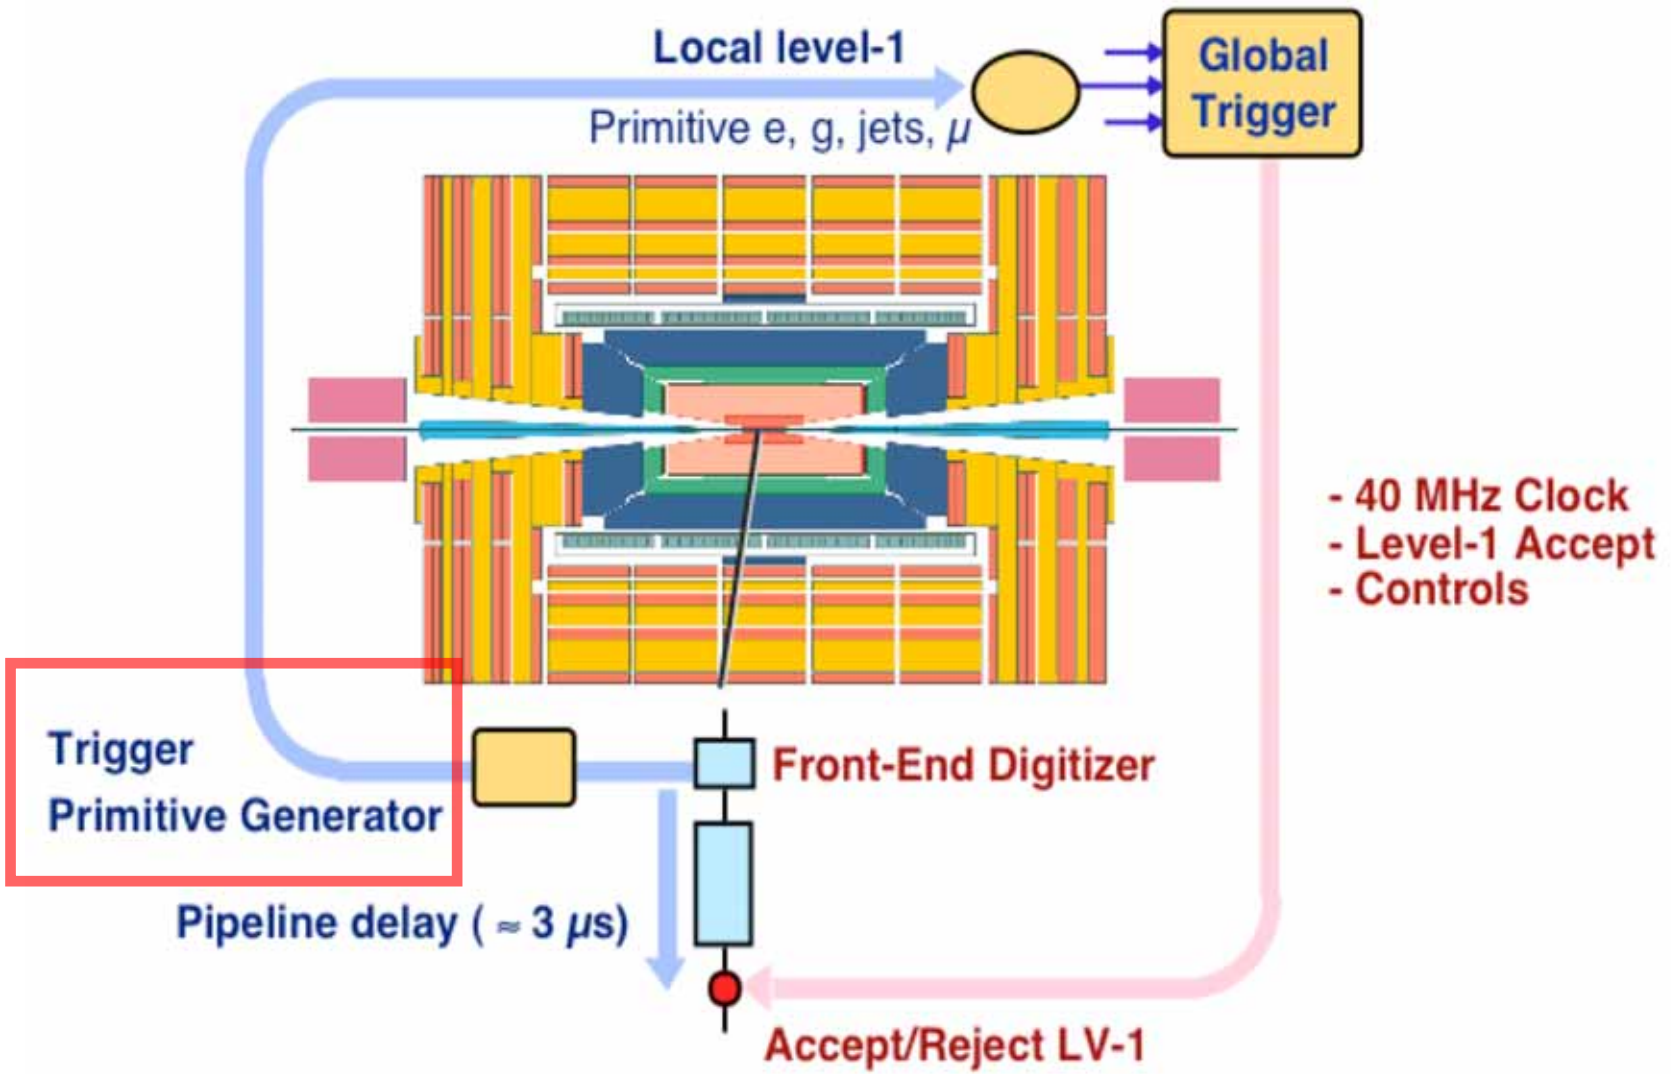 Local level-1
Primitive e, g, jets, μ
Global
Trigger
- 40 MHz Clock
- Level-1 Accept
- Controls
Trigger
Primitive Generator
Front-End Digitizer
Pipeline delay ( ≈ 3 μs)
Accept/Reject LV-1